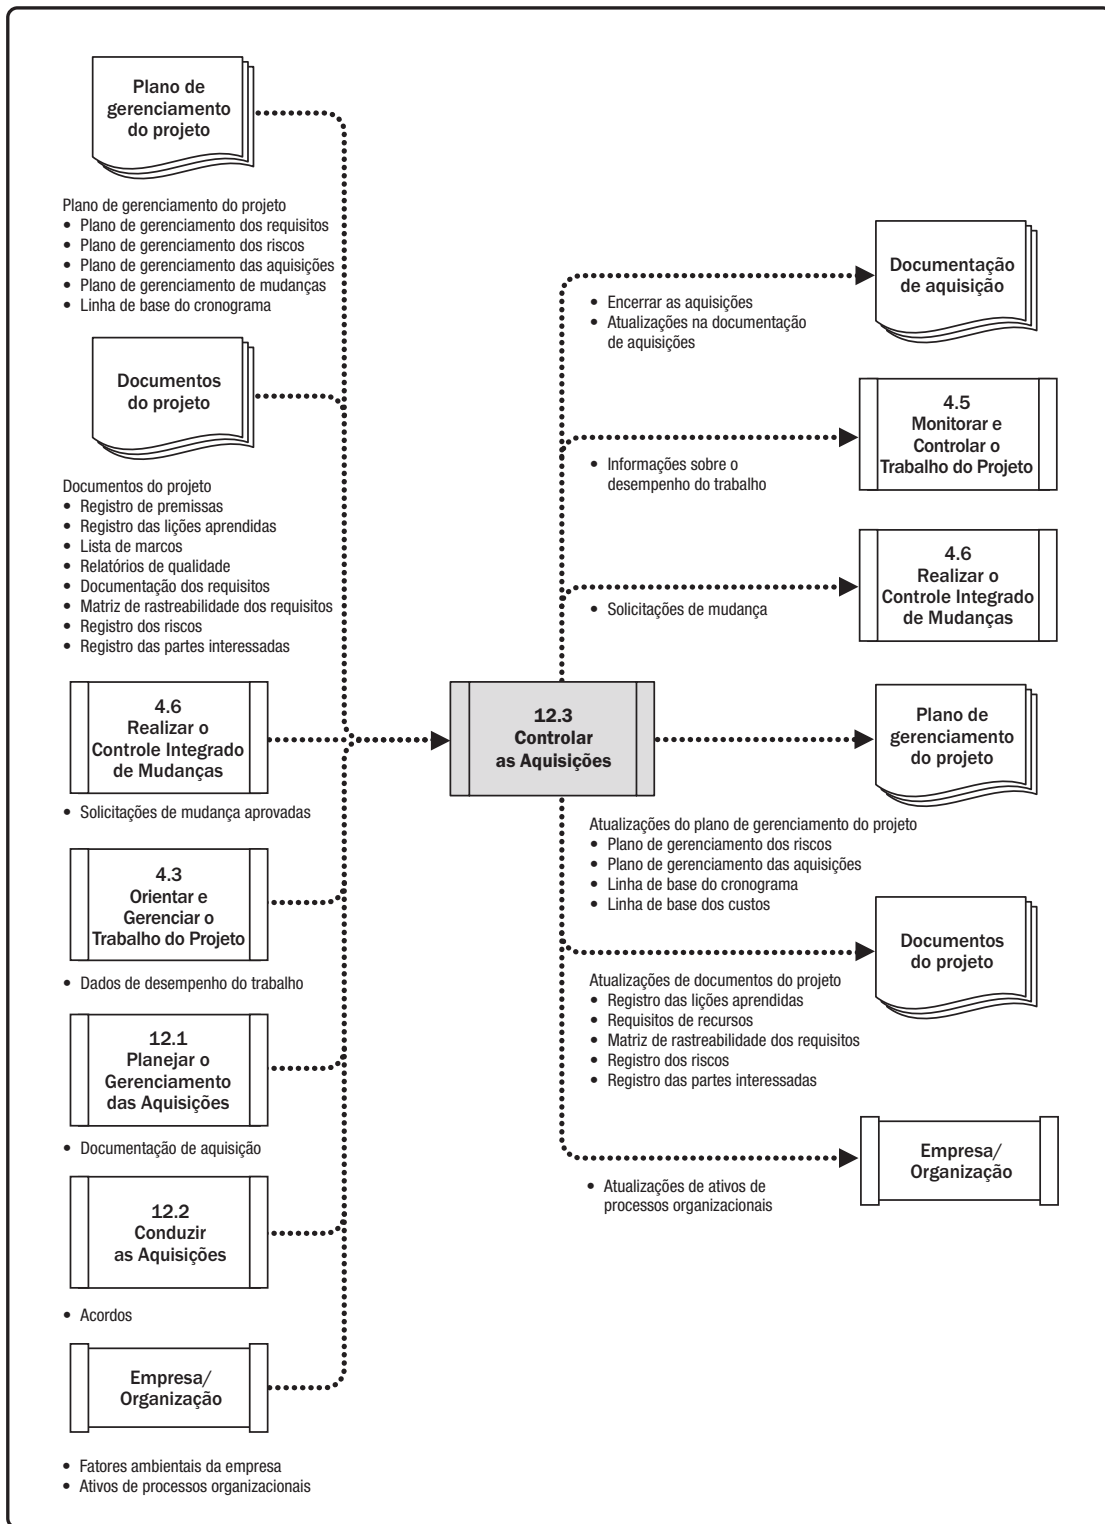 Plano de
gerenciamento
do projeto
Plano de gerenciamento do projeto
• Plano de gerenciamento dos requisitos
• Plano de gerenciamento dos riscos
• Plano de gerenciamento das aquisições
• Plano de gerenciamento de mudanças
• Linha de base do cronograma
Documentos
do projeto
Documentos do projeto
• Registro de premissas
• Registro das lições aprendidas
• Lista de marcos
• Relatórios de qualidade
• Documentação dos requisitos
• Matriz de rastreabilidade dos requisitos
• Registro dos riscos
• Registro das partes interessadas
4.6
Realizar o
Controle Integrado
de Mudanças
• Solicitações de mudança aprovadas
4.3
Orientar e
Gerenciar o
Trabalho do Projeto
• Dados de desempenho do trabalho
12.1
Planejar o
Gerenciamento
das Aquisições
• Documentação de aquisição
12.2
Conduzir
as Aquisições
• Acordos
Empresa/
Organização
• Fatores ambientais da empresa
• Ativos de processos organizacionais
12.3
Controlar
as Aquisições
• Encerrar as aquisições
• Atualizações na documentação
de aquisições
Documentação
de aquisição
• Informações sobre o
desempenho do trabalho
4.5
Monitorar e
Controlar o
Trabalho do Projeto
• Solicitações de mudança
4.6
Realizar o
Controle Integrado
de Mudanças
Plano de
gerenciamento
do projeto
Atualizações do plano de gerenciamento do projeto
• Plano de gerenciamento dos riscos
• Plano de gerenciamento das aquisições
• Linha de base do cronograma
• Linha de base dos custos
Documentos
do projeto
Atualizações de documentos do projeto
• Registro das lições aprendidas
• Requisitos de recursos
• Matriz de rastreabilidade dos requisitos
• Registro dos riscos
• Registro das partes interessadas
Empresa/
Organização
• Atualizações de ativos de
processos organizacionais